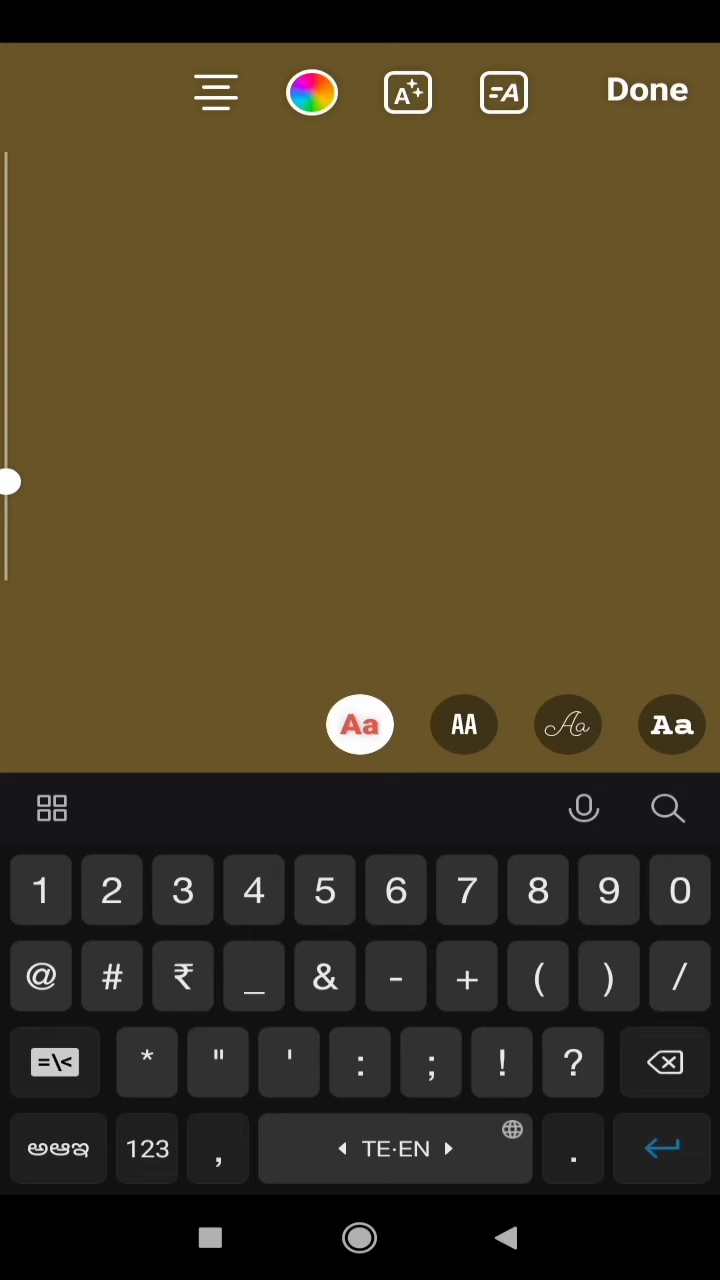 Done
Aa AA Aa Aa
1 2 3 4 5 6 7 8 9 0
@ # ₹ _ & - + ( ) /
=\< * " ' : ; ! ?
అఆఇ 123 , TE·EN .